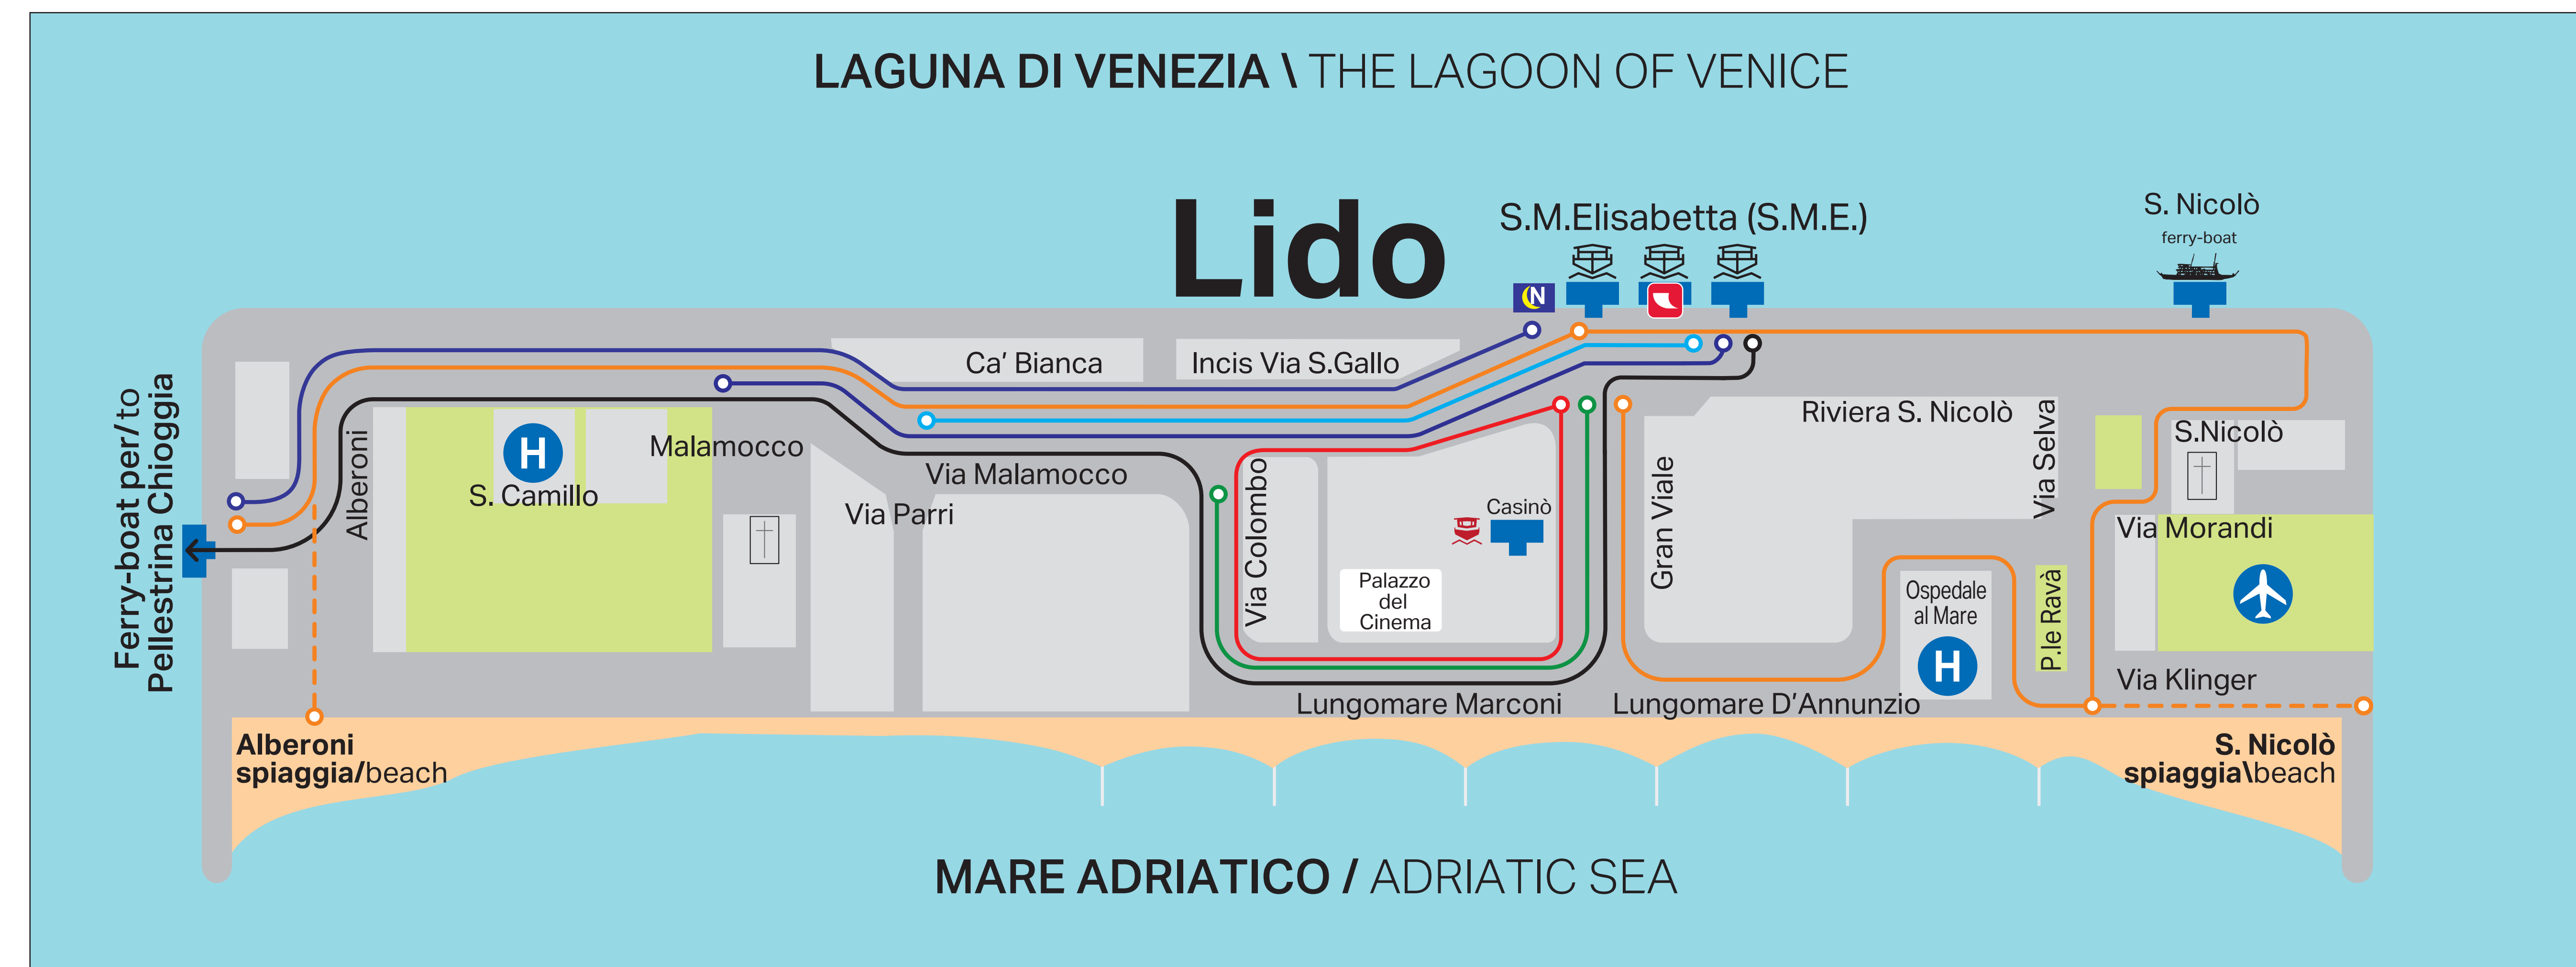 LAGUNA DI VENEZIA \ THE LAGOON OF VENICE
Lido
S.M.Elisabetta (S.M.E.)
S. Nicolò
ferry-boat
N
Ca' Bianca
Incis Via S.Gallo
Ferry-boat per/to
Pellestrina Chioggia
Alberoni
H
S. Camillo
Malamocco
Via Malamocco
Via Parri
Via Colombo
Casinò
Palazzo
del
Cinema
Gran Viale
Riviera S. Nicolò
Via Selva
S.Nicolò
Via Morandi
Ospedale
al Mare
H
P.le Ravà
Via Klinger
Lungomare Marconi
Lungomare D'Annunzio
Alberoni
spiaggia/beach
S. Nicolò
spiaggia\beach
MARE ADRIATICO / ADRIATIC SEA